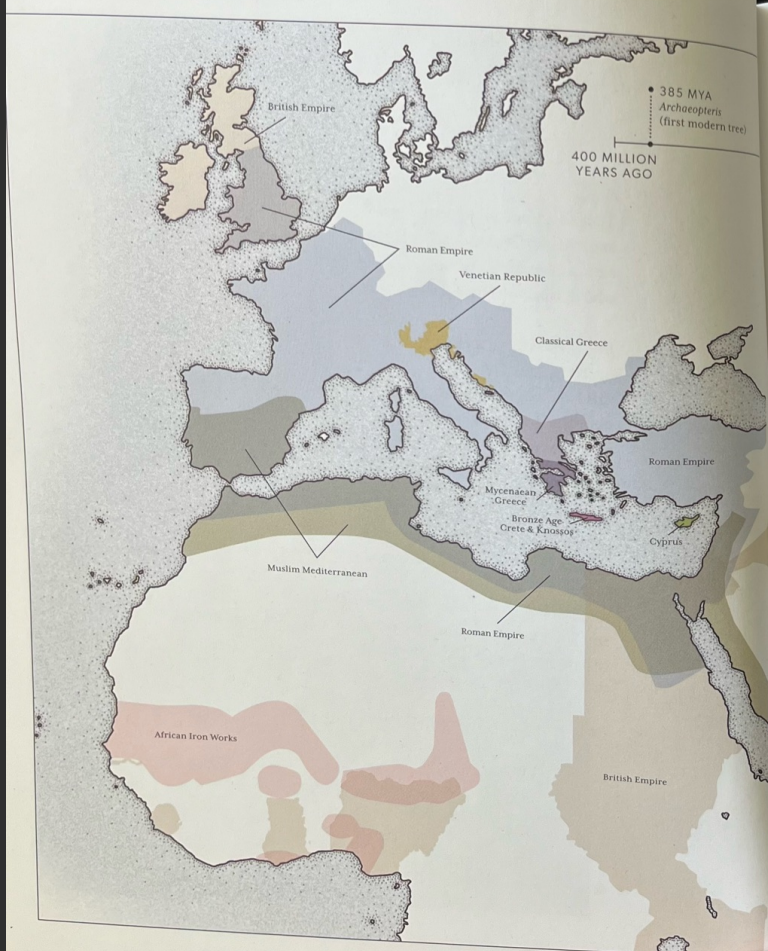 British Empire
385 MYA
Archaeopteris
(first modern tree)
400 MILLION
YEARS AGO
Roman Empire
Venetian Republic
Classical Greece
Roman Empire
Mycenaean
Greece
Bronze Age
Crete & Knossos
Cyprus
Muslim Mediterranean
Roman Empire
African Iron Works
British Empire